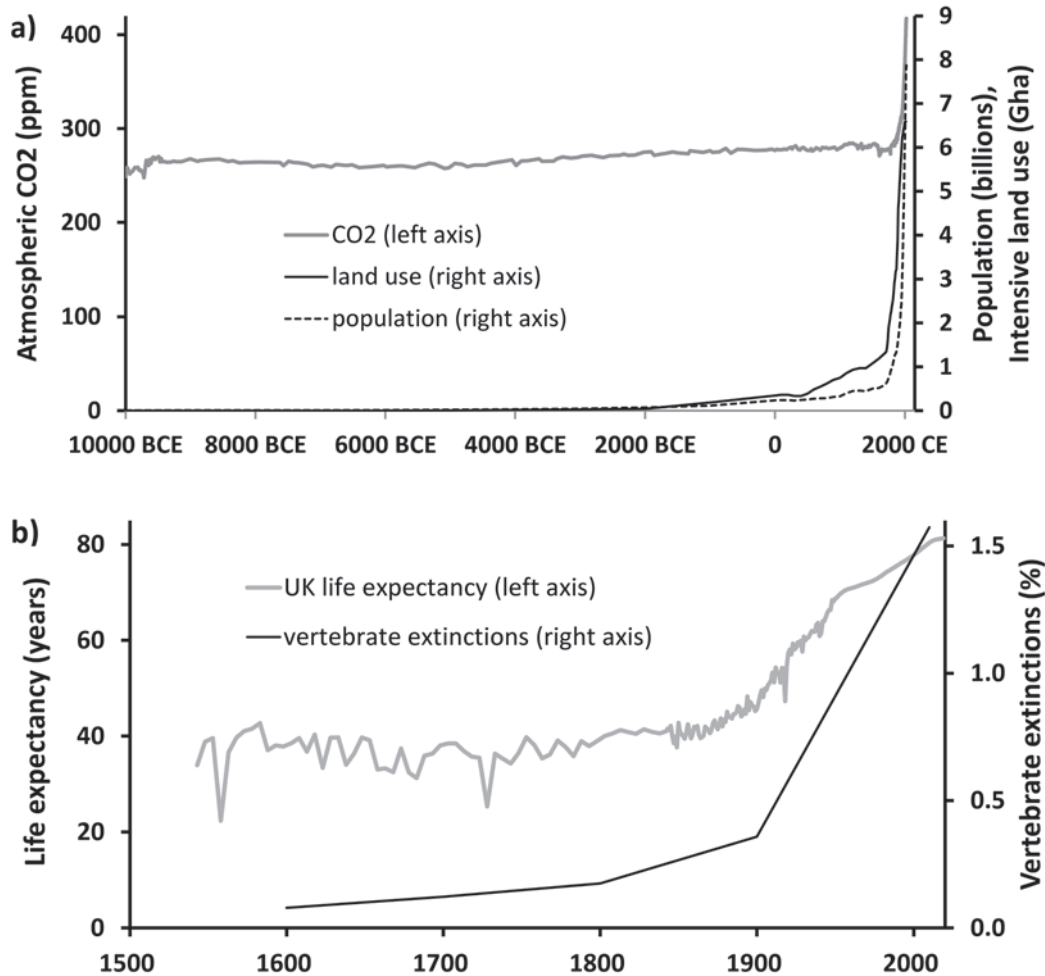 a)
Atmospheric CO2 (ppm)
400
300
200
100
0
CO2 (left axis)
land use (right axis)
population (right axis)
9
8
7
6
5
4
3
2
1
0
Population (billions),
Intensive land use (Gha)
10000 BCE 8000 BCE 6000 BCE 4000 BCE 2000 BCE 0 2000 CE
b)
Life expectancy (years)
80
60
40
20
0
UK life expectancy (left axis)
vertebrate extinctions (right axis)
1.5
1.0
0.5
0.0
Vertebrate extinctions (%)
1500 1600 1700 1800 1900 2000